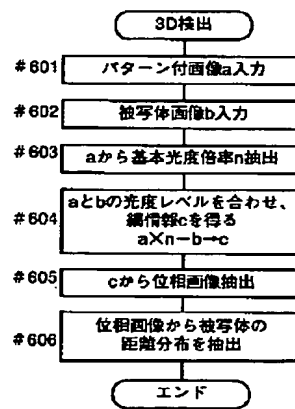 3D検出
#601
パターン付画像a入力
#602
被写体画像b入力
#603
aから基本光度倍率n抽出
#604
aとbの光度レベルを合わせ、
縞情報cを得る
a×n−b→c
#605
cから位相画像抽出
#606
位相画像から被写体の
距離分布を抽出
エンド